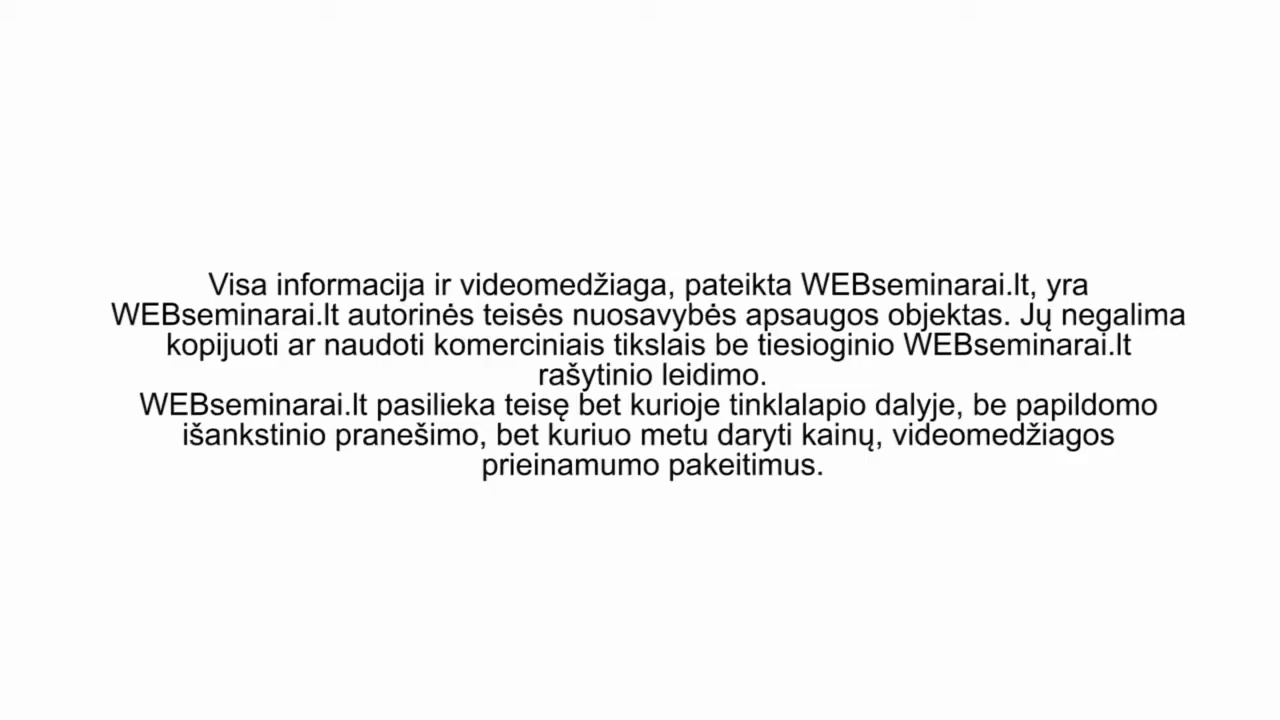 Visa informacija ir videomedžiaga, pateikta WEBseminarai.lt, yra
WEBseminarai.lt autorinės teisės nuosavybės apsaugos objektas. Jų negalima
kopijuoti ar naudoti komerciniais tikslais be tiesioginio WEBseminarai.lt
rašytinio leidimo.
WEBseminarai.lt pasilieka teisę bet kurioje tinklalapio dalyje, be papildomo
išankstinio pranešimo, bet kuriuo metu daryti kainų, videomedžiagos
prieinamumo pakeitimus.